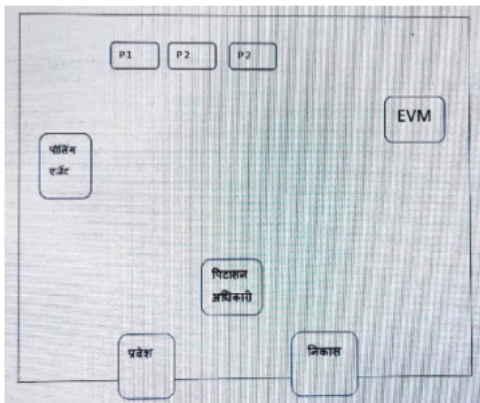 P1 P2 P2
EVM
पोलिंग
एजेंट
पिटासन
अधिकारी
प्रवेश
निकास